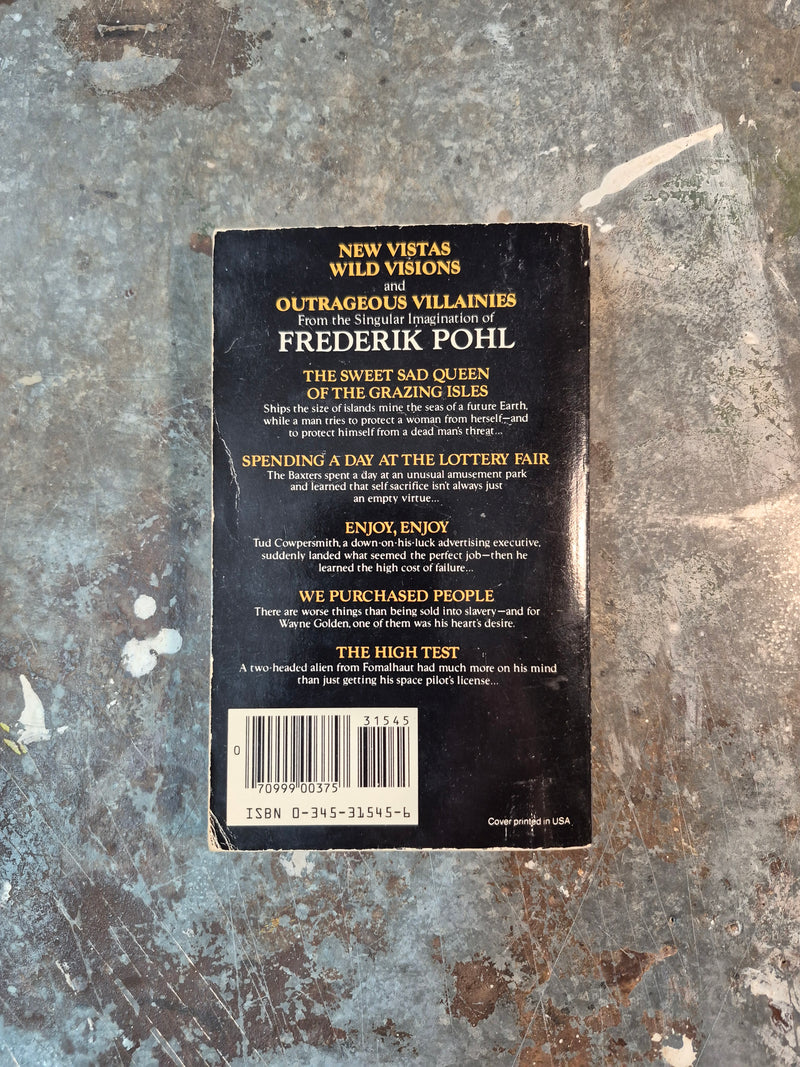 NEW VISTAS
WILD VISIONS
and
OUTRAGEOUS VILLAINIES
From the Singular Imagination of
FREDERIK POHL
THE SWEET SAD QUEEN
OF THE GRAZING ISLES
Ships the size of islands mine the seas of a future Earth,
while a man tries to protect a woman from herself—and
to protect himself from a dead man's threat...
SPENDING A DAY AT THE LOTTERY FAIR
The Baxters spent a day at an unusual amusement park
and learned that self sacrifice isn't always just
an empty virtue...
ENJOY, ENJOY
Tud Cowpersmith, a down-on-his-luck advertising executive,
suddenly landed what seemed the perfect job—then he
learned the high cost of failure...
WE PURCHASED PEOPLE
There are worse things than being sold into slavery—and for
Wayne Golden, one of them was his heart's desire.
THE HIGH TEST
A two-headed alien from Fomalhaut had much more on his mind
than just getting his space pilot's license...
31545
0
70999 00375
ISBN 0-345-31545-6
Cover printed in USA